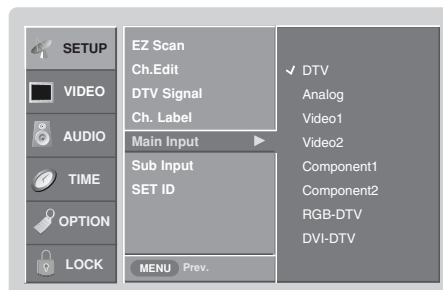 SETUP
VIDEO
AUDIO
TIME
OPTION
LOCK
EZ Scan
Ch.Edit
DTV Signal
Ch. Label
Main Input
Sub Input
SET ID
MENU Prev.
DTV
Analog
Video1
Video2
Component1
Component2
RGB-DTV
DVI-DTV